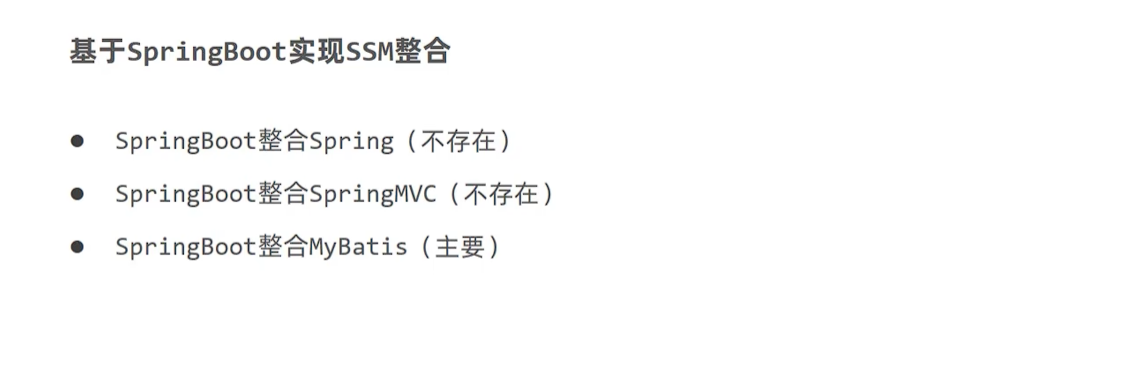 基于SpringBoot实现SSM整合
● SpringBoot整合Spring（不存在）
● SpringBoot整合SpringMVC（不存在）
● SpringBoot整合MyBatis（主要）